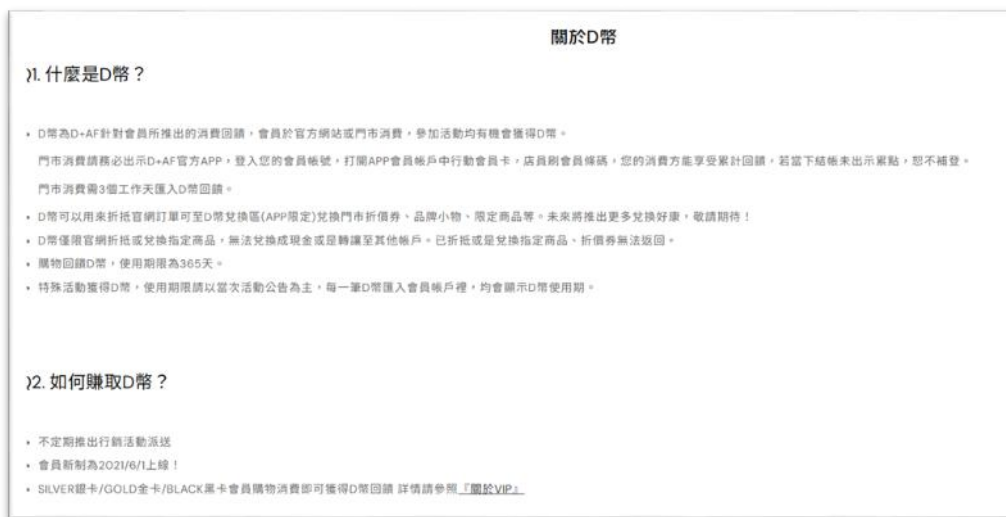 關於D幣
Q1. 什麼是D幣？
D幣為D+AF針對會員所推出的消費回饋，會員於官方網站或門市消費，參加活動均有機會獲得D幣。
門市消費請務必出示D+AF官方APP，登入您的會員帳號，打開APP會員帳戶中行動會員卡，店員刷會員條碼，您的消費方能享受累計回饋，若當下結帳未出示累點，恕不補登。
門市消費需3個工作天匯入D幣回饋。
D幣可以用來折抵官網訂單可至D幣兌換區(APP限定)兌換門市折價券、品牌小物、限定商品等。未來將推出更多兌換好康，敬請期待！
D幣僅限官網折抵或兌換指定商品，無法兌換成現金或是轉讓至其他帳戶。已折抵或是兌換指定商品、折價券無法返回。
購物回饋D幣，使用期限為365天。
特殊活動獲得D幣，使用期限請以當次活動公告為主，每一筆D幣匯入會員帳戶裡，均會顯示D幣使用期。
Q2. 如何賺取D幣？
不定期推出行銷活動派送
會員新制為2021/6/1上線！
SILVER銀卡/GOLD金卡/BLACK黑卡會員購物消費即可獲得D幣回饋 詳情請參照『關於VIP』